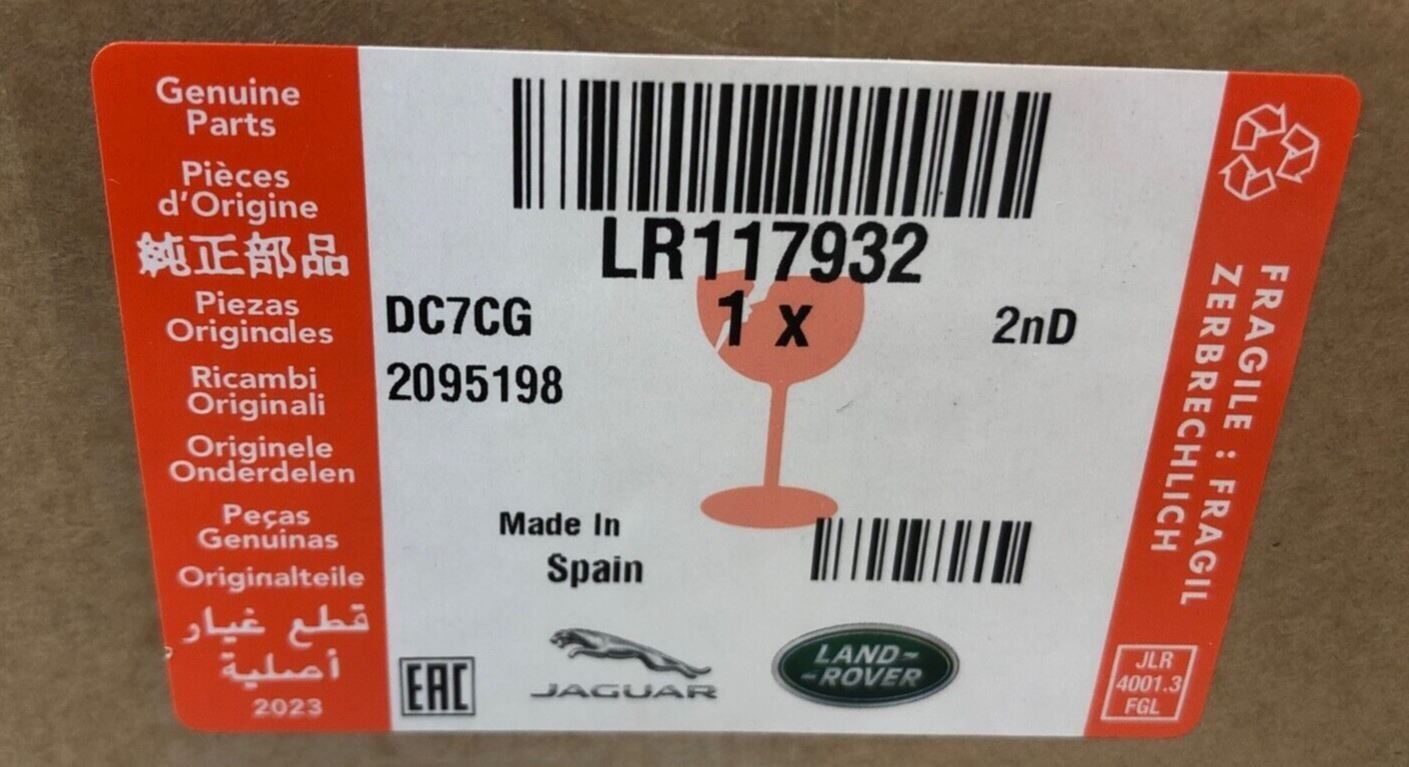 Genuine
Parts
Pièces
d'Origine
純正部品
Piezas
Originales
Ricambi
Originali
Originele
Onderdelen
Peças
Genuinas
Originalteile
قطع غيار
أصلية
2023
LR117932
DC7CG
1 x
2nD
2095198
Made In
Spain
EAC
JAGUAR
LAND-
-ROVER
FRAGILE : FRAGIL
ZERBRECHLICH
JLR
4001.3
FGL